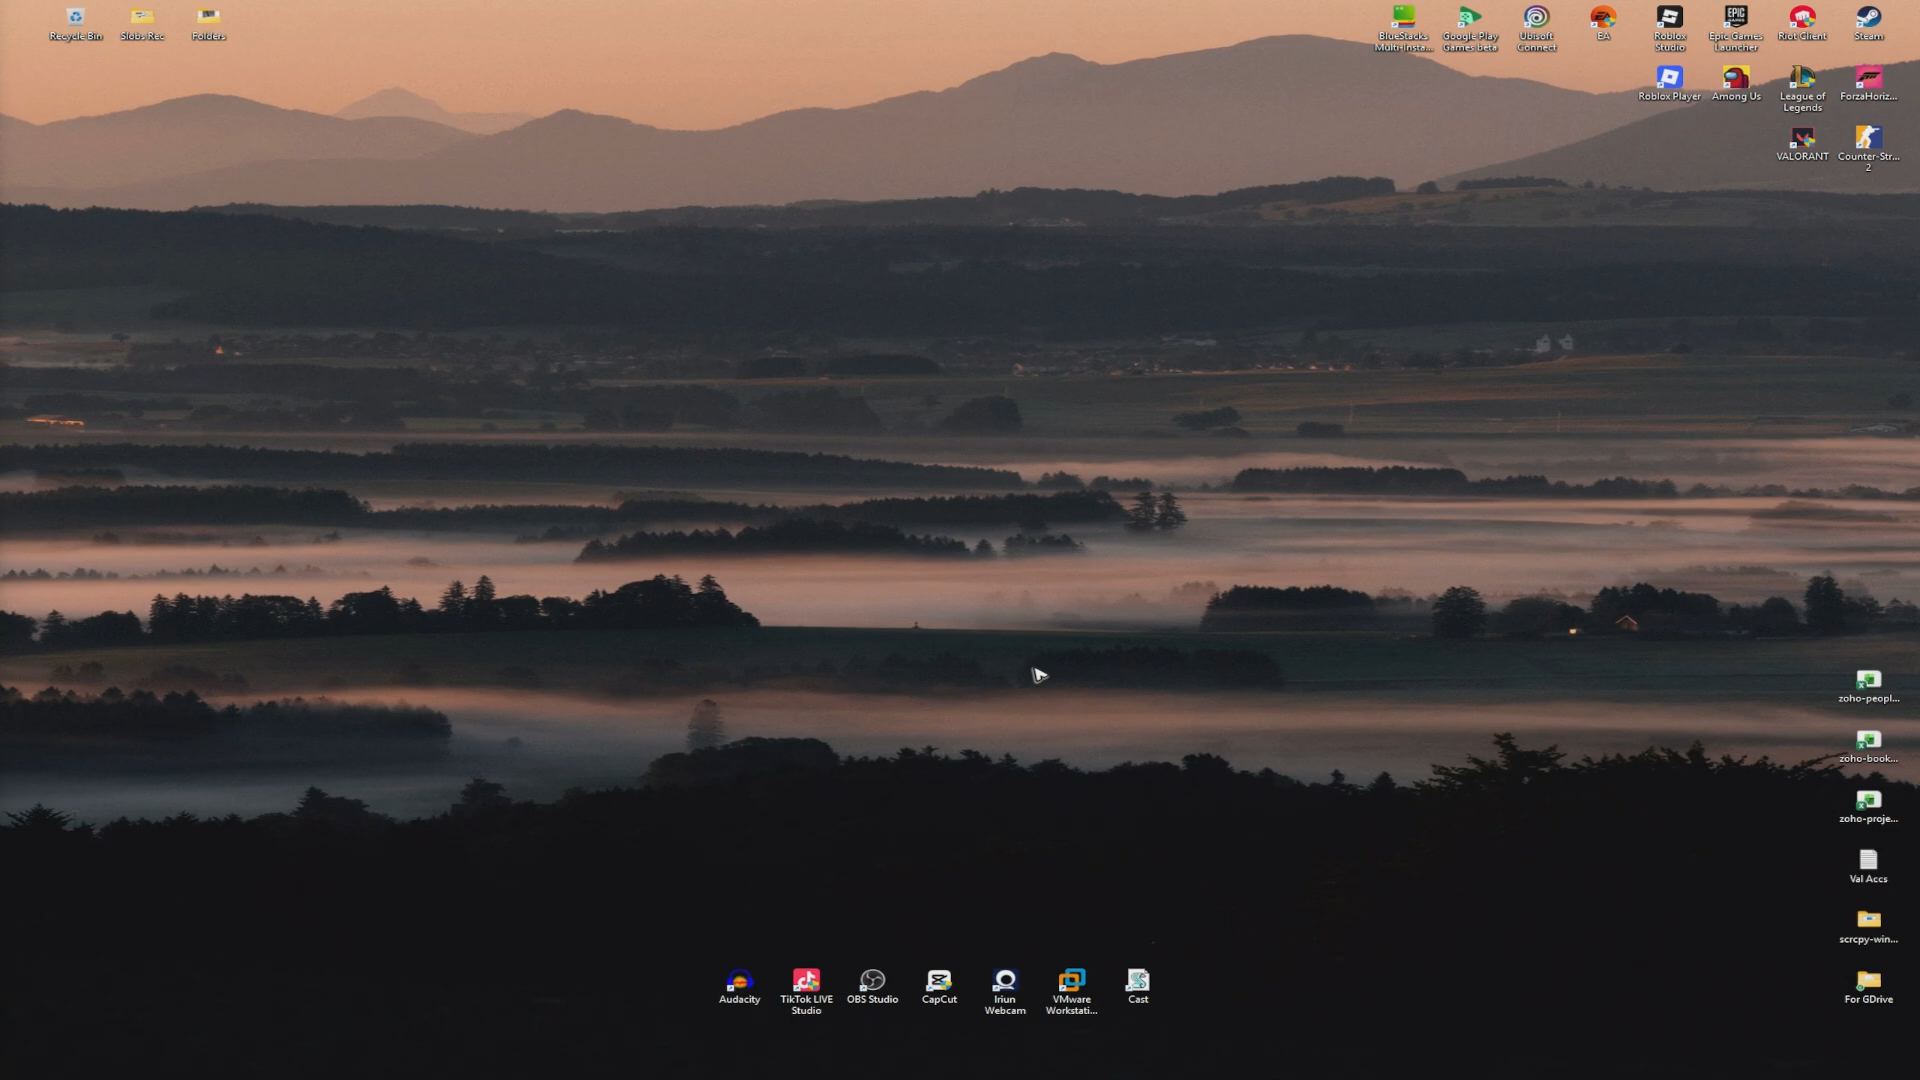 Recycle Bin
Slobs Rec
Folders
BlueStacks
Multi-Insta...
Google Play
Games beta
Ubisoft
Connect
EA
Roblox
Studio
Epic Games
Launcher
Riot Client
Steam
Roblox Player
Among Us
League of
Legends
ForzaHoriz...
VALORANT
Counter-Str...
2
zoho-peopl...
zoho-book...
zoho-proje...
Val Accs
scrcpy-win...
For GDrive
Audacity
TikTok LIVE
Studio
OBS Studio
CapCut
Iriun
Webcam
VMware
Workstati...
Cast